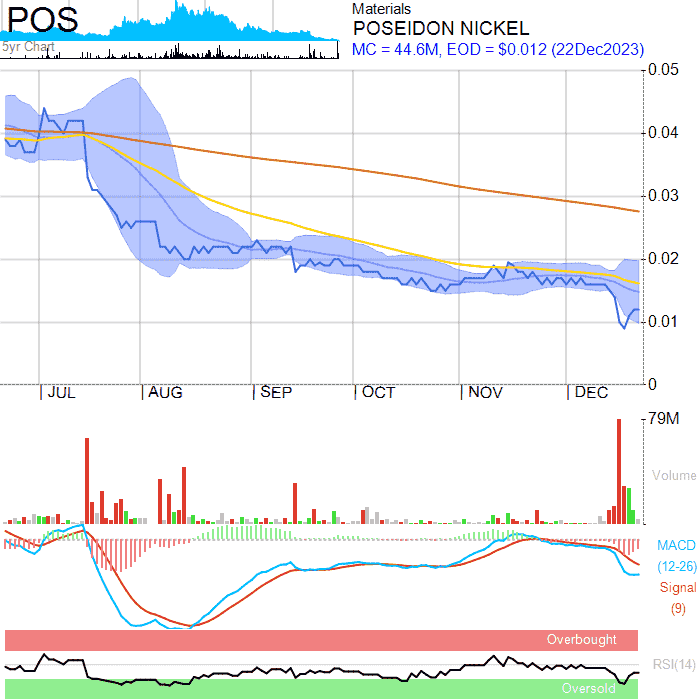 POS
5yr Chart
Materials
POSEIDON NICKEL
MC = 44.6M, EOD = $0.012 (22Dec2023)
0.05
0.04
0.03
0.02
0.01
0
JUL AUG SEP OCT NOV DEC
79M
Volume
MACD
(12-26)
Signal
(9)
Overbought
RSI(14)
Oversold